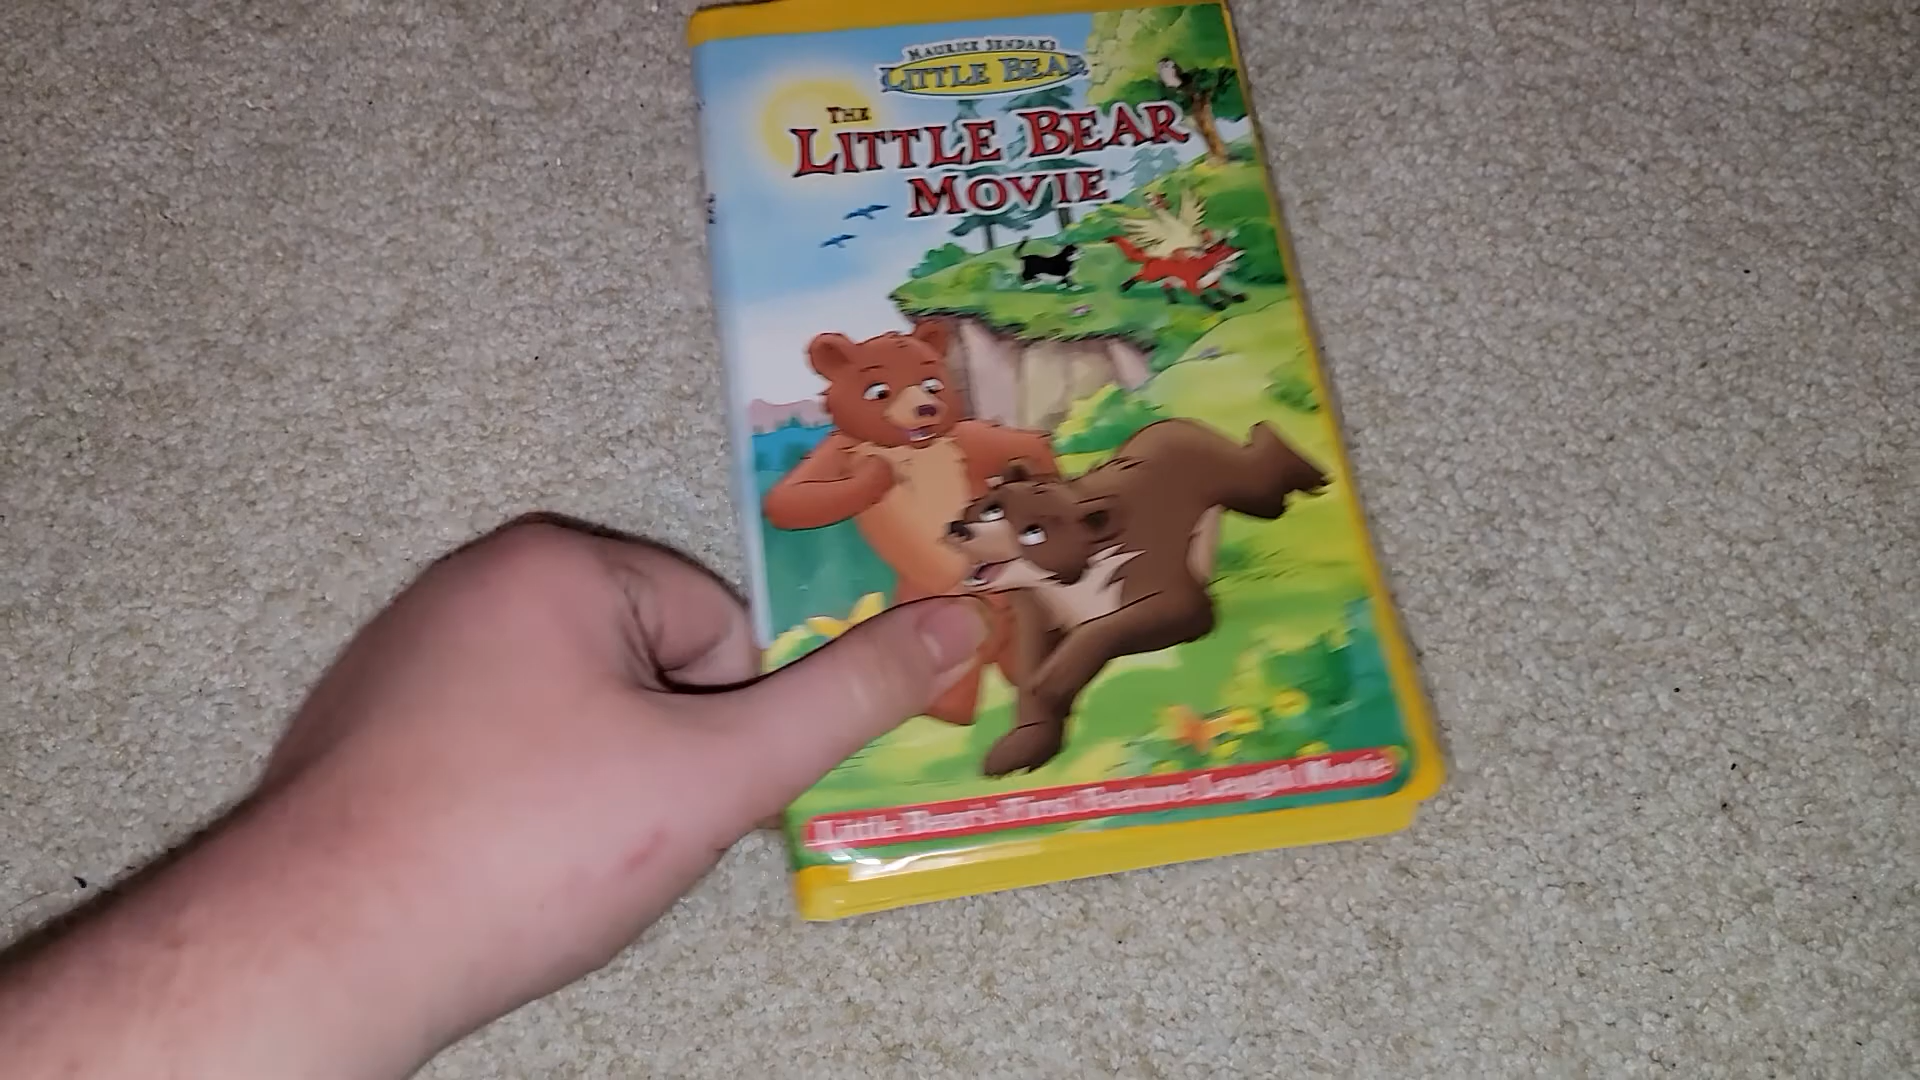 MAURICE SENDAK'S
LITTLE BEAR
THE
LITTLE BEAR
MOVIE
Little Bear's First Feature Length Movie